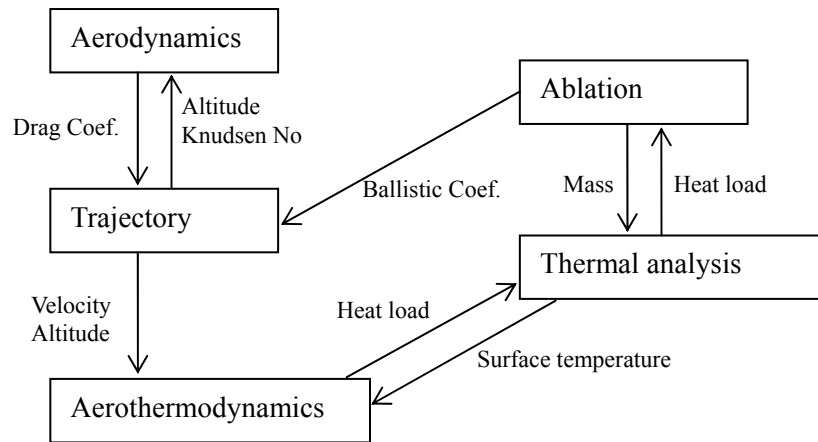 Aerodynamics
Drag Coef.
Altitude
Knudsen No
Ablation
Ballistic Coef.
Mass
Heat load
Trajectory
Thermal analysis
Velocity
Altitude
Heat load
Surface temperature
Aerothermodynamics